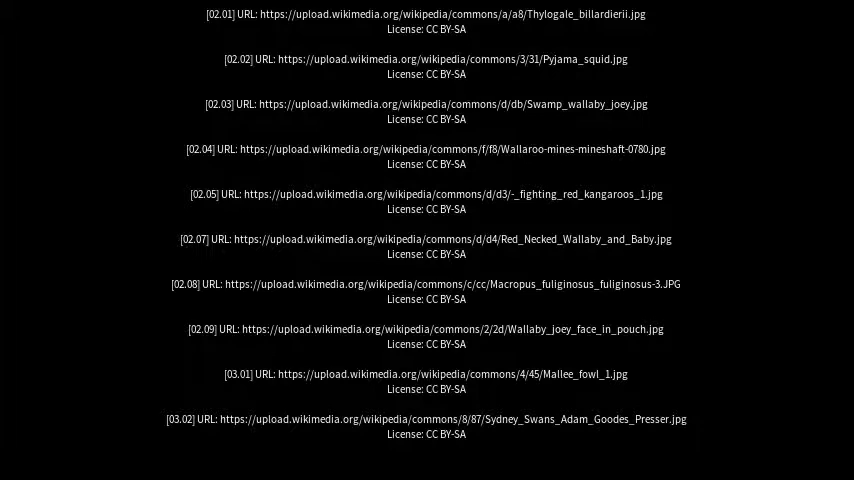 [02.01] URL: https://upload.wikimedia.org/wikipedia/commons/a/a8/Thylogale_billardierii.jpg
License: CC BY-SA
[02.02] URL: https://upload.wikimedia.org/wikipedia/commons/3/31/Pyjama_squid.jpg
License: CC BY-SA
[02.03] URL: https://upload.wikimedia.org/wikipedia/commons/d/db/Swamp_wallaby_joey.jpg
License: CC BY-SA
[02.04] URL: https://upload.wikimedia.org/wikipedia/commons/f/f8/Wallaroo-mines-mineshaft-0780.jpg
License: CC BY-SA
[02.05] URL: https://upload.wikimedia.org/wikipedia/commons/d/d3/-_fighting_red_kangaroos_1.jpg
License: CC BY-SA
[02.07] URL: https://upload.wikimedia.org/wikipedia/commons/d/d4/Red_Necked_Wallaby_and_Baby.jpg
License: CC BY-SA
[02.08] URL: https://upload.wikimedia.org/wikipedia/commons/c/cc/Macropus_fuliginosus_fuliginosus-3.JPG
License: CC BY-SA
[02.09] URL: https://upload.wikimedia.org/wikipedia/commons/2/2d/Wallaby_joey_face_in_pouch.jpg
License: CC BY-SA
[03.01] URL: https://upload.wikimedia.org/wikipedia/commons/4/45/Mallee_fowl_1.jpg
License: CC BY-SA
[03.02] URL: https://upload.wikimedia.org/wikipedia/commons/8/87/Sydney_Swans_Adam_Goodes_Presser.jpg
License: CC BY-SA